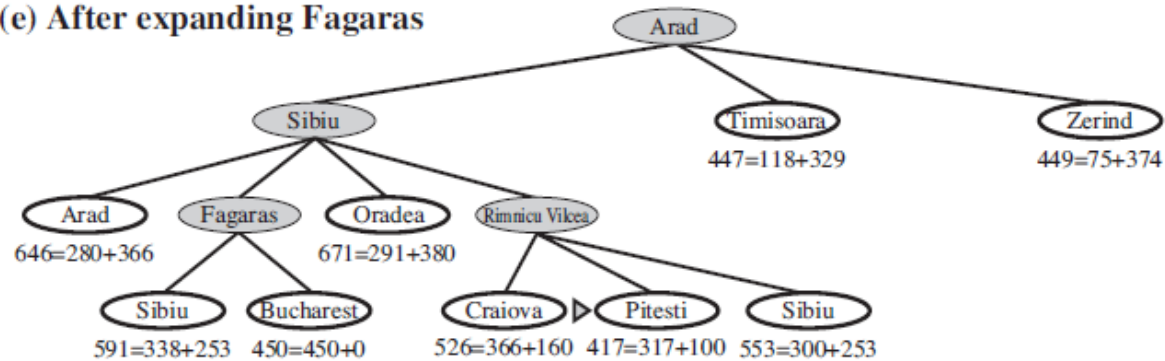 (e) After expanding Fagaras
Arad
Sibiu
Timisoara
Zerind
447=118+329
449=75+374
Arad
Fagaras
Oradea
Rimnicu Vilcea
646=280+366
671=291+380
Sibiu
Bucharest
Craiova
Pitesti
Sibiu
591=338+253
450=450+0
526=366+160
417=317+100
553=300+253